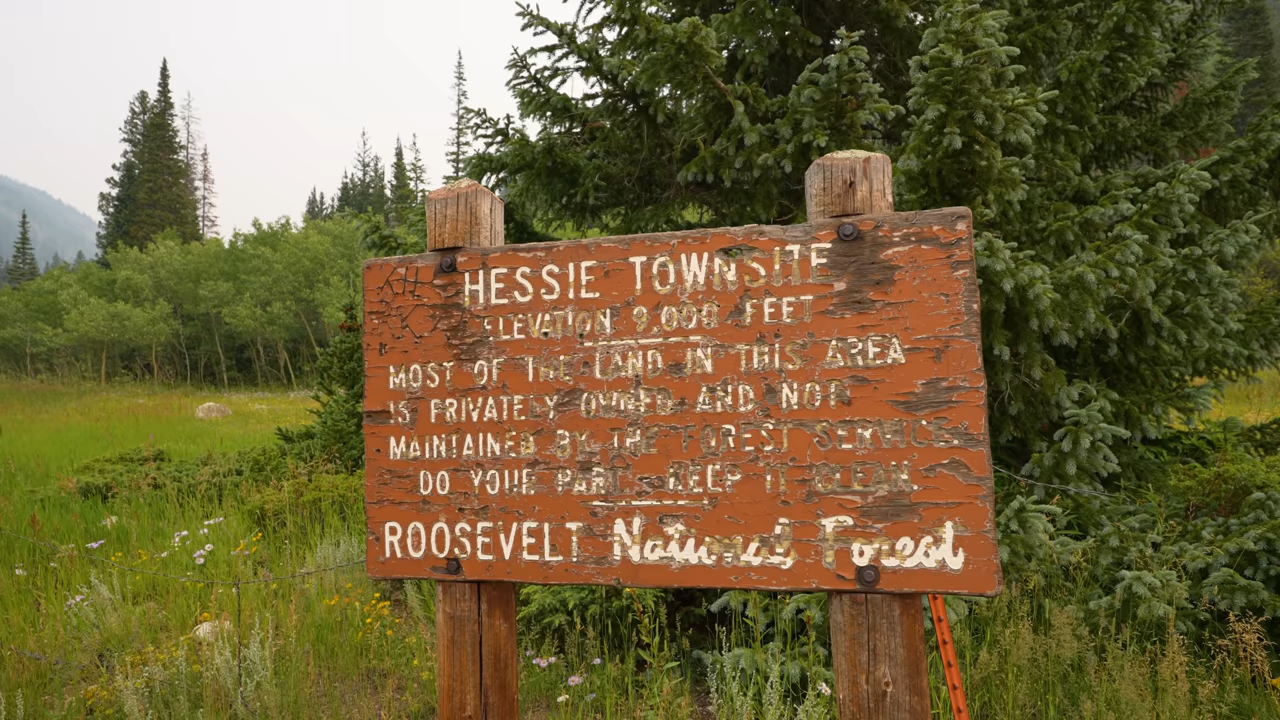 HESSIE TOWNSITE
ELEVATION 9,000 FEET
MOST OF THE LAND IN THIS AREA
IS PRIVATELY OWNED AND NOT
MAINTAINED BY THE FOREST SERVICE.
DO YOUR PART. KEEP IT CLEAN.
ROOSEVELT National Forest